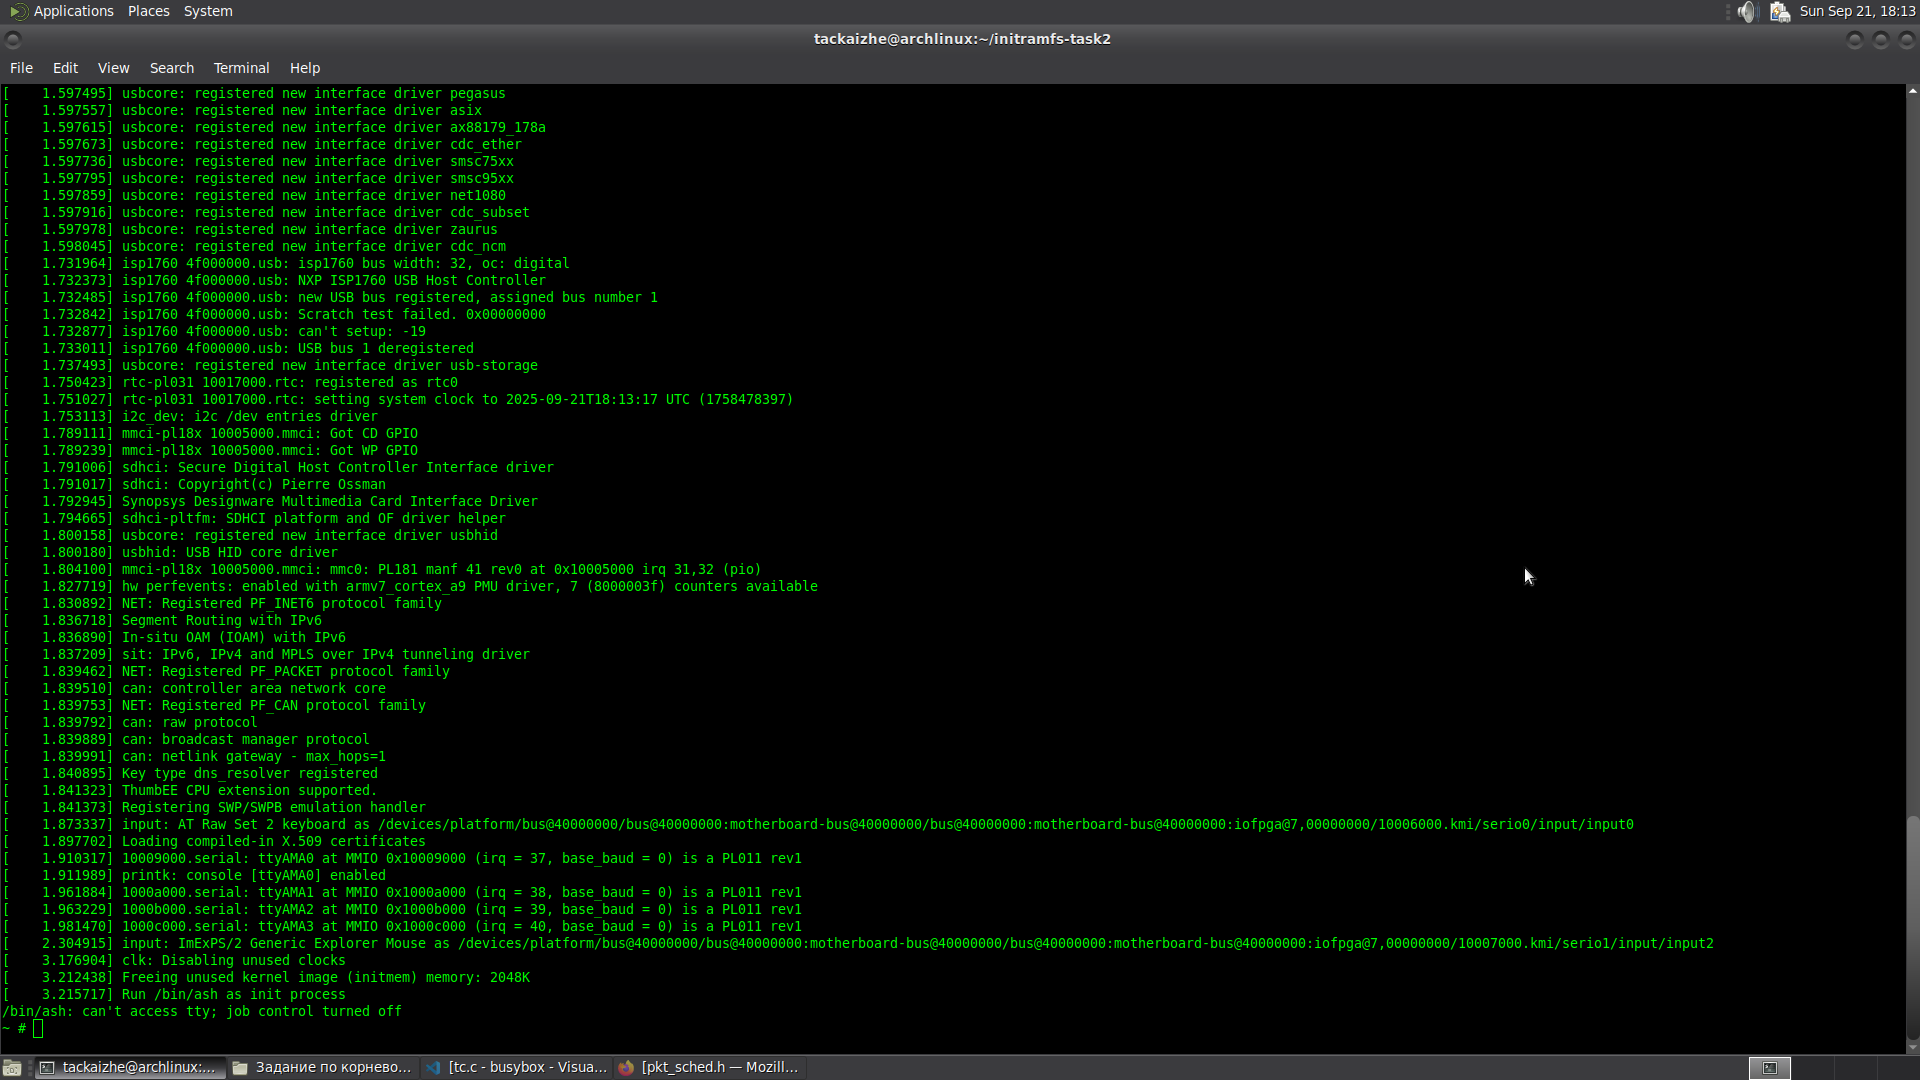 Applications Places System Sun Sep 21, 18:13
tackaizhe@archlinux:~/initramfs-task2
File Edit View Search Terminal Help
[    1.597495] usbcore: registered new interface driver pegasus
[    1.597557] usbcore: registered new interface driver asix
[    1.597615] usbcore: registered new interface driver ax88179_178a
[    1.597673] usbcore: registered new interface driver cdc_ether
[    1.597736] usbcore: registered new interface driver smsc75xx
[    1.597795] usbcore: registered new interface driver smsc95xx
[    1.597859] usbcore: registered new interface driver net1080
[    1.597916] usbcore: registered new interface driver cdc_subset
[    1.597978] usbcore: registered new interface driver zaurus
[    1.598045] usbcore: registered new interface driver cdc_ncm
[    1.731964] isp1760 4f000000.usb: isp1760 bus width: 32, oc: digital
[    1.732373] isp1760 4f000000.usb: NXP ISP1760 USB Host Controller
[    1.732485] isp1760 4f000000.usb: new USB bus registered, assigned bus number 1
[    1.732842] isp1760 4f000000.usb: Scratch test failed. 0x00000000
[    1.732877] isp1760 4f000000.usb: can't setup: -19
[    1.733011] isp1760 4f000000.usb: USB bus 1 deregistered
[    1.737493] usbcore: registered new interface driver usb-storage
[    1.750423] rtc-pl031 10017000.rtc: registered as rtc0
[    1.751027] rtc-pl031 10017000.rtc: setting system clock to 2025-09-21T18:13:17 UTC (1758478397)
[    1.753113] i2c_dev: i2c /dev entries driver
[    1.789111] mmci-pl18x 10005000.mmci: Got CD GPIO
[    1.789239] mmci-pl18x 10005000.mmci: Got WP GPIO
[    1.791006] sdhci: Secure Digital Host Controller Interface driver
[    1.791017] sdhci: Copyright(c) Pierre Ossman
[    1.792945] Synopsys Designware Multimedia Card Interface Driver
[    1.794665] sdhci-pltfm: SDHCI platform and OF driver helper
[    1.800158] usbcore: registered new interface driver usbhid
[    1.800180] usbhid: USB HID core driver
[    1.804100] mmci-pl18x 10005000.mmci: mmc0: PL181 manf 41 rev0 at 0x10005000 irq 31,32 (pio)
[    1.827719] hw perfevents: enabled with armv7_cortex_a9 PMU driver, 7 (8000003f) counters available
[    1.830892] NET: Registered PF_INET6 protocol family
[    1.836718] Segment Routing with IPv6
[    1.836890] In-situ OAM (IOAM) with IPv6
[    1.837209] sit: IPv6, IPv4 and MPLS over IPv4 tunneling driver
[    1.839462] NET: Registered PF_PACKET protocol family
[    1.839510] can: controller area network core
[    1.839753] NET: Registered PF_CAN protocol family
[    1.839792] can: raw protocol
[    1.839889] can: broadcast manager protocol
[    1.839991] can: netlink gateway - max_hops=1
[    1.840895] Key type dns_resolver registered
[    1.841323] ThumbEE CPU extension supported.
[    1.841373] Registering SWP/SWPB emulation handler
[    1.873337] input: AT Raw Set 2 keyboard as /devices/platform/bus@40000000/bus@40000000:motherboard-bus@40000000/bus@40000000:motherboard-bus@40000000:iofpga@7,00000000/10006000.kmi/serio0/input/input0
[    1.897702] Loading compiled-in X.509 certificates
[    1.910317] 10009000.serial: ttyAMA0 at MMIO 0x10009000 (irq = 37, base_baud = 0) is a PL011 rev1
[    1.911989] printk: console [ttyAMA0] enabled
[    1.961884] 1000a000.serial: ttyAMA1 at MMIO 0x1000a000 (irq = 38, base_baud = 0) is a PL011 rev1
[    1.963229] 1000b000.serial: ttyAMA2 at MMIO 0x1000b000 (irq = 39, base_baud = 0) is a PL011 rev1
[    1.981470] 1000c000.serial: ttyAMA3 at MMIO 0x1000c000 (irq = 40, base_baud = 0) is a PL011 rev1
[    2.304915] input: ImExPS/2 Generic Explorer Mouse as /devices/platform/bus@40000000/bus@40000000:motherboard-bus@40000000/bus@40000000:motherboard-bus@40000000:iofpga@7,00000000/10007000.kmi/serio1/input/input2
[    3.176904] clk: Disabling unused clocks
[    3.212438] Freeing unused kernel image (initmem) memory: 2048K
[    3.215717] Run /bin/ash as init process
/bin/ash: can't access tty; job control turned off
~ #
tackaizhe@archlinux:... Задание по корнево... [tc.c - busybox - Visua... [pkt_sched.h — Mozill...